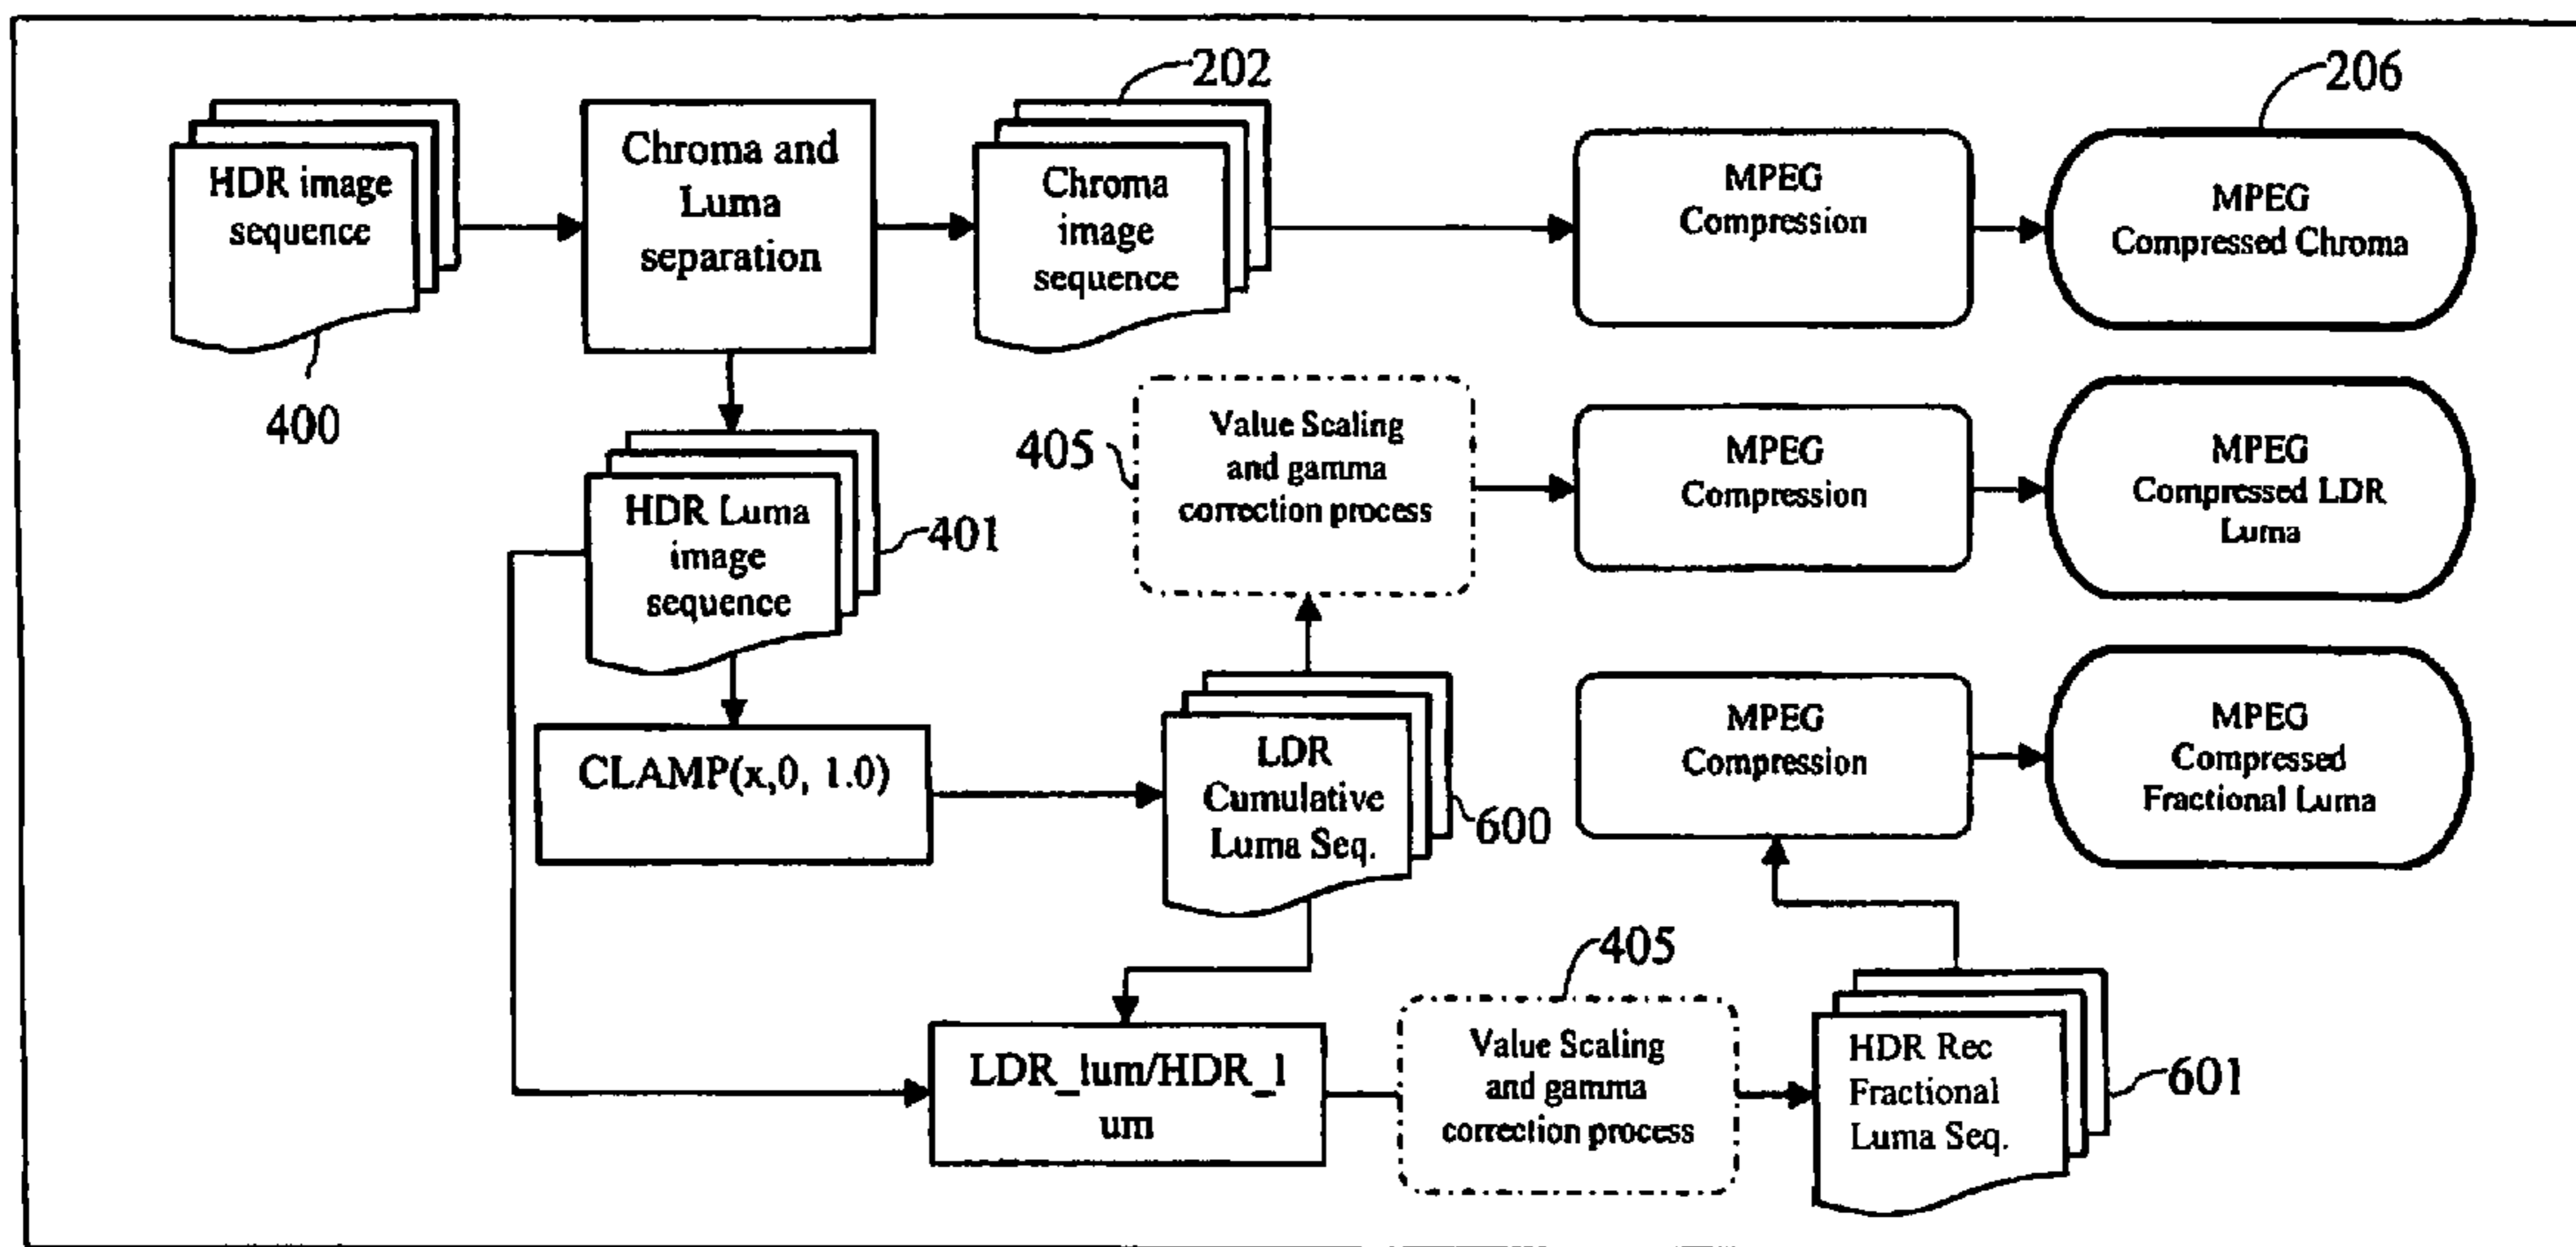 202
206
HDR image
sequence
400
Chroma and
Luma
separation
Chroma
image
sequence
MPEG
Compression
MPEG
Compressed Chroma
HDR Luma
image
sequence
401
405
Value Scaling
and gamma
correction process
MPEG
Compression
MPEG
Compressed LDR
Luma
CLAMP(x,0, 1.0)
LDR
Cumulative
Luma Seq.
600
MPEG
Compression
MPEG
Compressed
Fractional Luma
LDR_lum/HDR_l
um
405
Value Scaling
and gamma
correction process
HDR Rec
Fractional
Luma Seq.
601